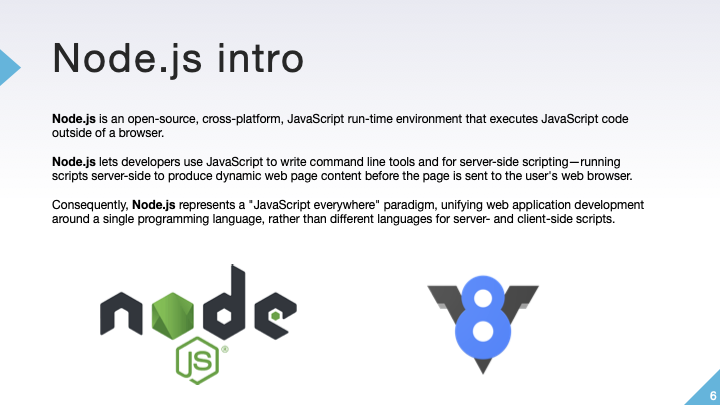 Node.js intro
Node.js is an open-source, cross-platform, JavaScript run-time environment that executes JavaScript code
outside of a browser.
Node.js lets developers use JavaScript to write command line tools and for server-side scripting—running
scripts server-side to produce dynamic web page content before the page is sent to the user's web browser.
Consequently, Node.js represents a "JavaScript everywhere" paradigm, unifying web application development
around a single programming language, rather than different languages for server- and client-side scripts.
node
JS®
V8
6